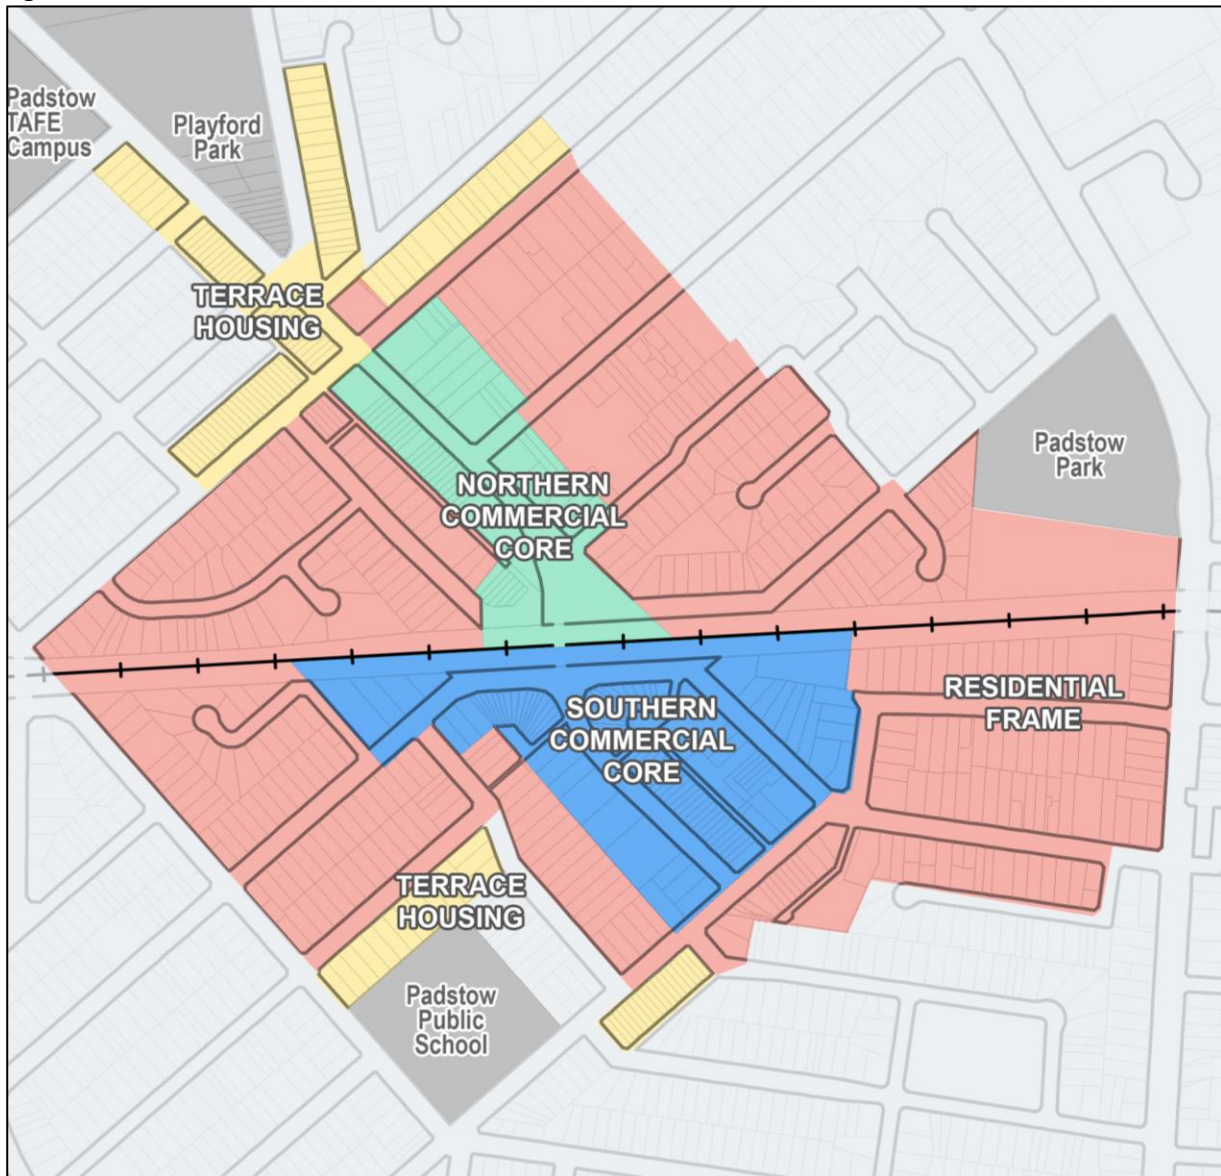 Padstow
TAFE
Campus
Playford
Park
TERRACE
HOUSING
Padstow
Park
NORTHERN
COMMERCIAL
CORE
RESIDENTIAL
FRAME
SOUTHERN
COMMERCIAL
CORE
TERRACE
HOUSING
Padstow
Public
School